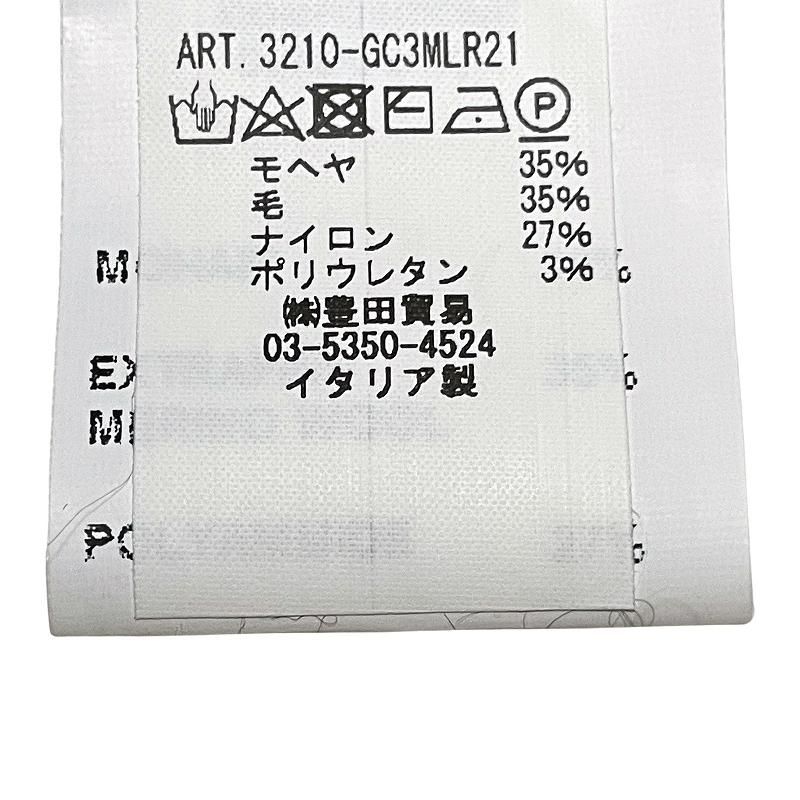 ART. 3210-GC3MLR21
P
モヘヤ 35%
毛 35%
ナイロン 27%
ポリウレタン 3%
㈱豊田貿易
03-5350-4524
イタリア製